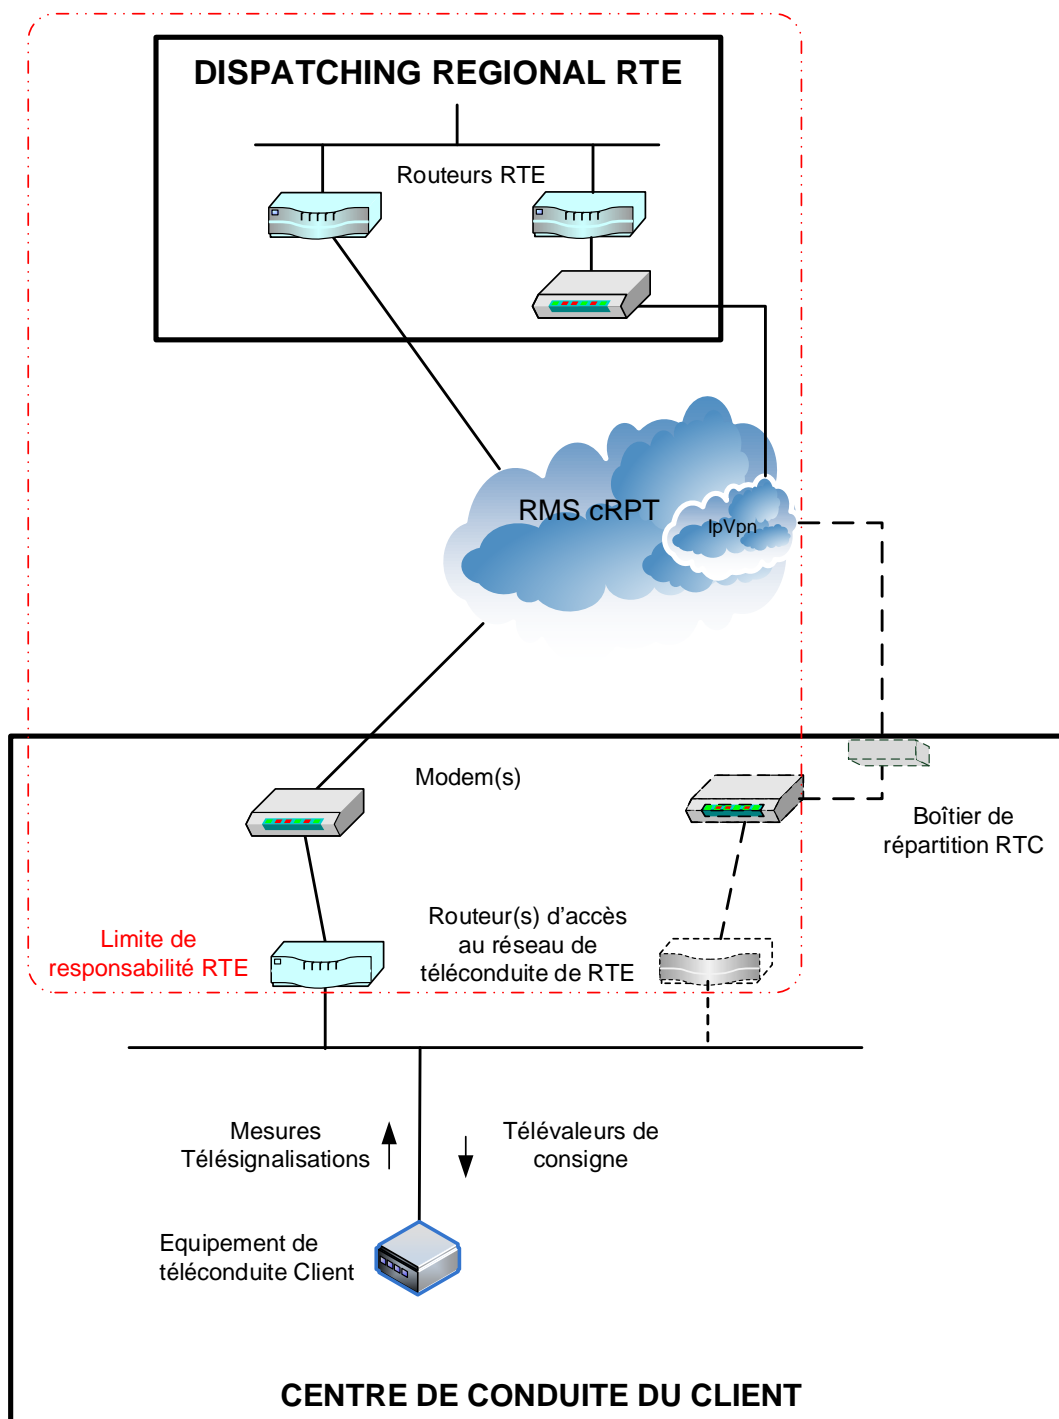 DISPATCHING REGIONAL RTE
Routeurs RTE
RMS cRPT
IpVpn
Modem(s)
Boîtier de
répartition RTC
Routeur(s) d'accès
au réseau de
téléconduite de RTE
Limite de
responsabilité RTE
Mesures
Télésignalisations
Télévaleurs de
consigne
Equipement de
téléconduite Client
CENTRE DE CONDUITE DU CLIENT